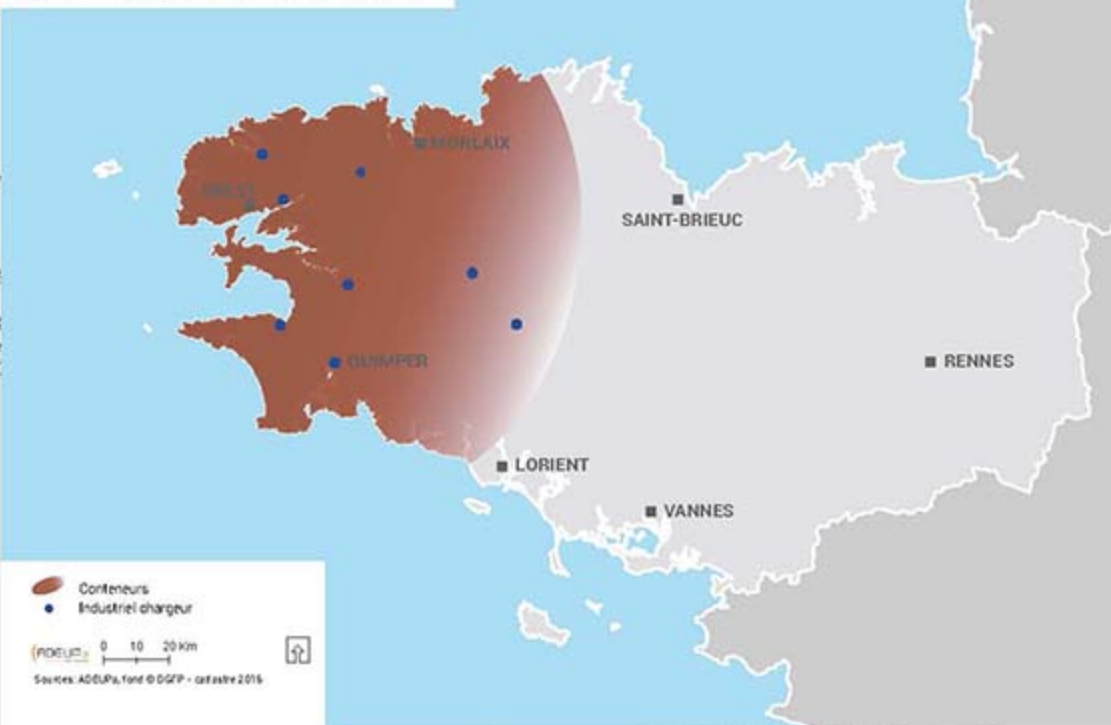 MORLAIX
BREST
SAINT-BRIEUC
QUIMPER
RENNES
LORIENT
VANNES
Conteneurs
Industriel chargeur
ADEUPa 0 10 20 Km
Sources: ADEUPa, fond © DGFP - cadastre 2016